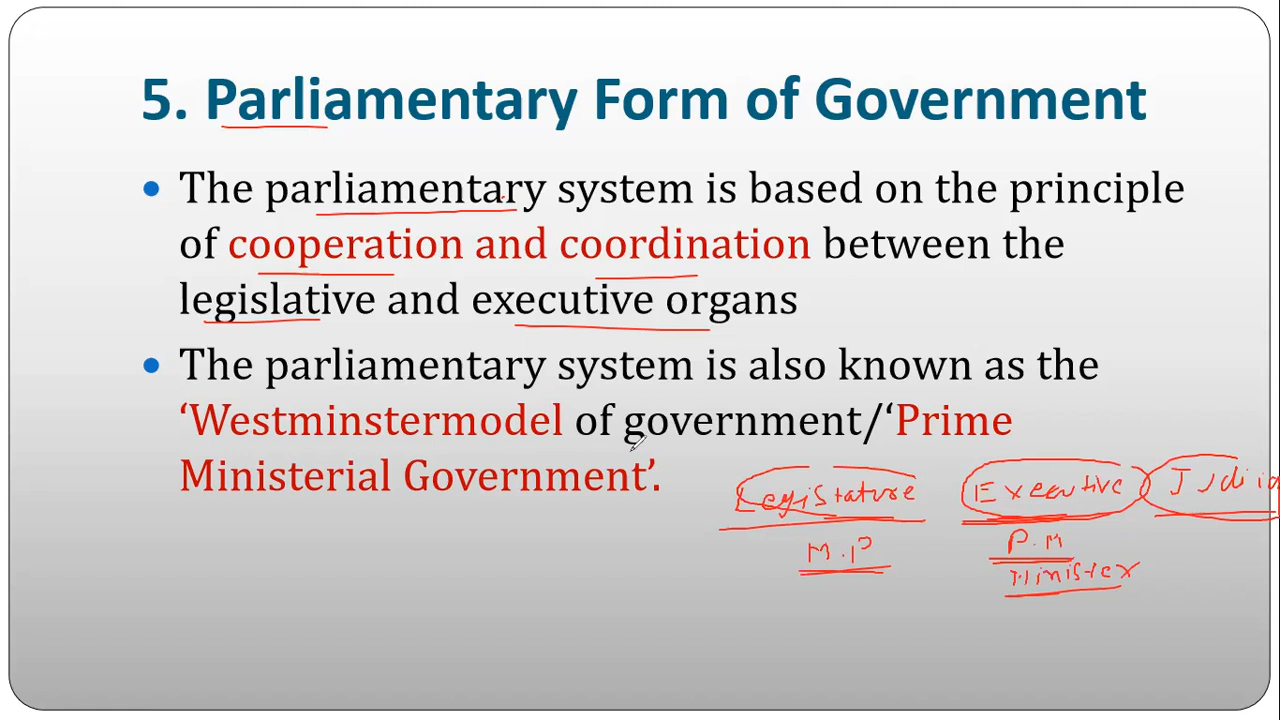 5. Parliamentary Form of Government
• The parliamentary system is based on the principle
of cooperation and coordination between the
legislative and executive organs
• The parliamentary system is also known as the
‘Westminstermodel of government/‘Prime
Ministerial Government’.
Legislature Executive
M.P P.M
Minister